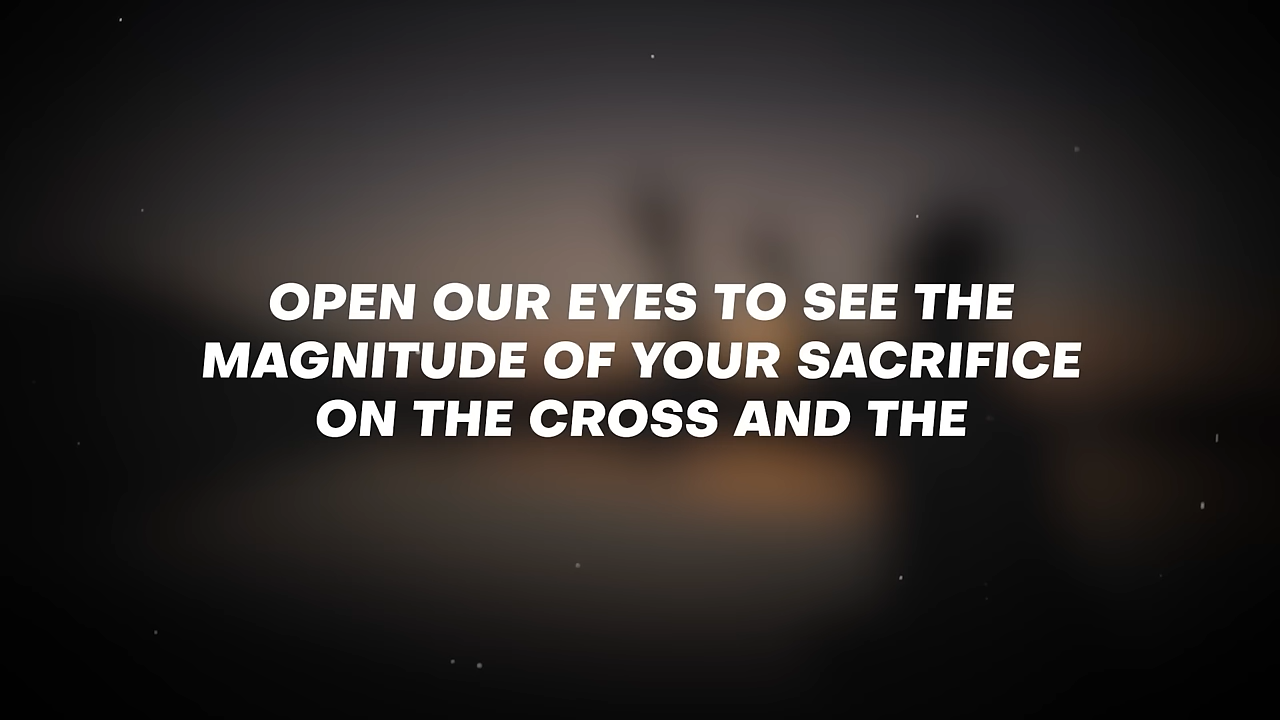 OPEN OUR EYES TO SEE THE
MAGNITUDE OF YOUR SACRIFICE
ON THE CROSS AND THE